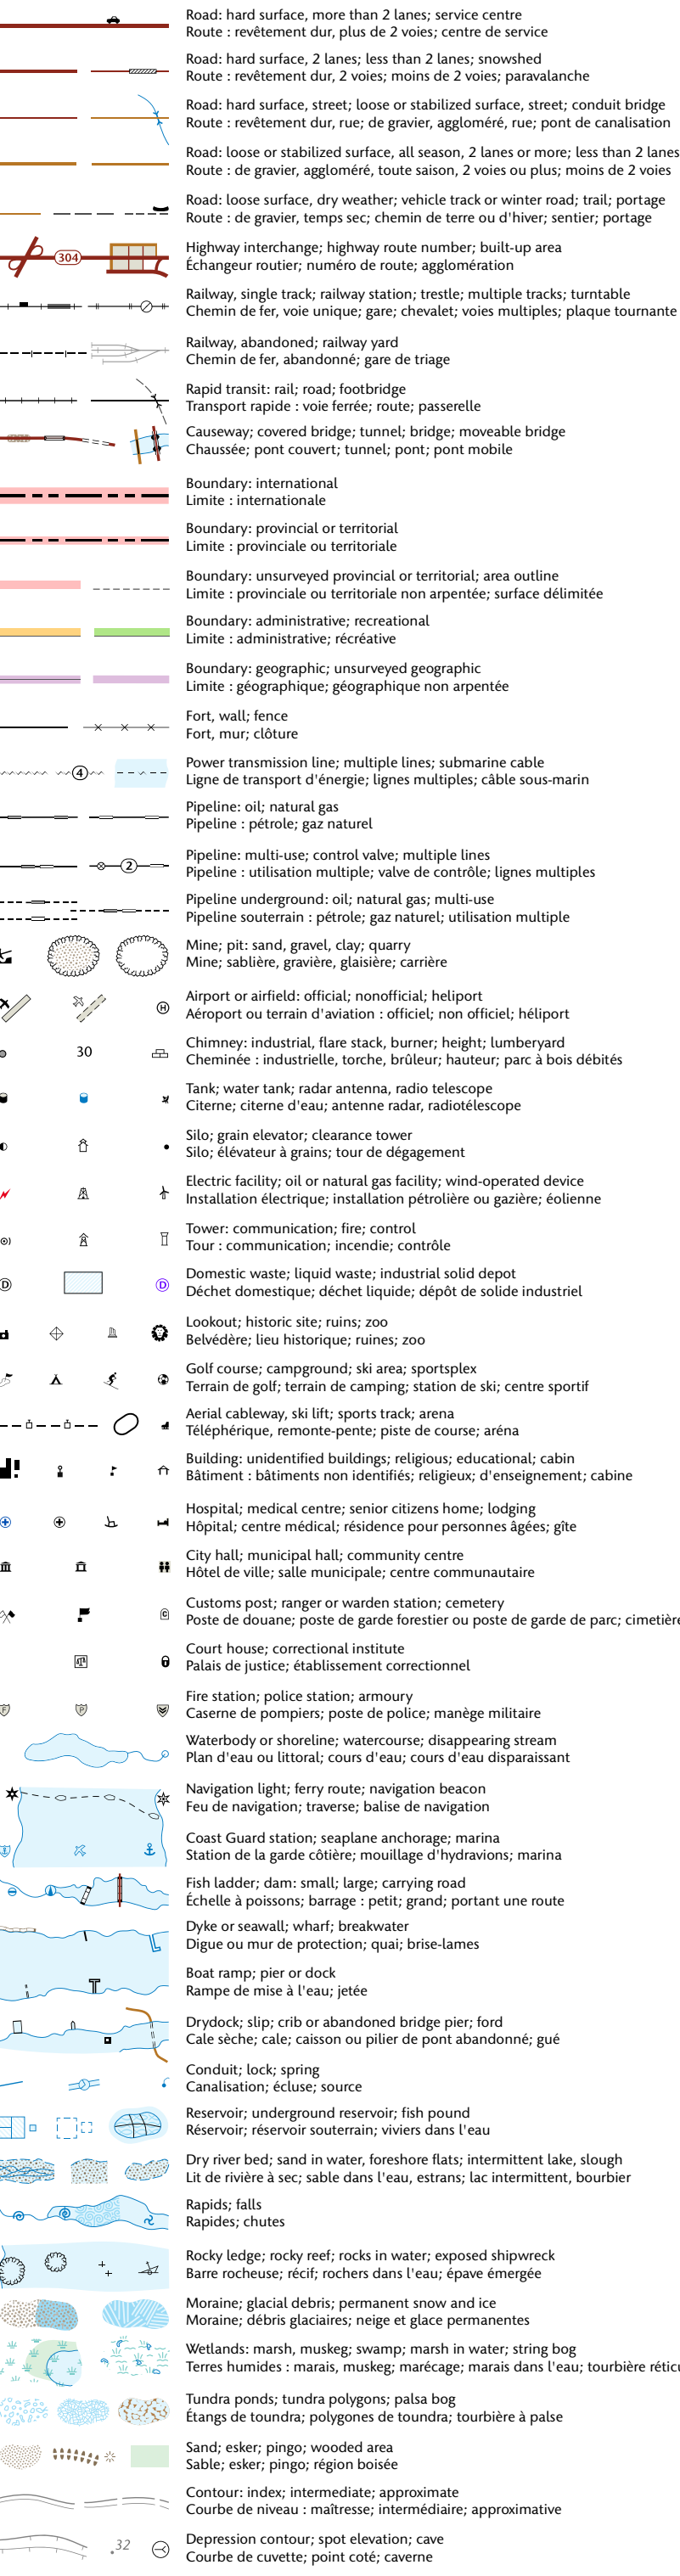 Road: hard surface, more than 2 lanes; service centre
Route : revêtement dur, plus de 2 voies; centre de service
Road: hard surface, 2 lanes; less than 2 lanes; snowshed
Route : revêtement dur, 2 voies; moins de 2 voies; paravalanche
Road: hard surface, street; loose or stabilized surface, street; conduit bridge
Route : revêtement dur, rue; de gravier, aggloméré, rue; pont de canalisation
Road: loose or stabilized surface, all season, 2 lanes or more; less than 2 lanes
Route : de gravier, aggloméré, toute saison, 2 voies ou plus; moins de 2 voies
Road: loose surface, dry weather; vehicle track or winter road; trail; portage
Route : de gravier, temps sec; chemin de terre ou d'hiver; sentier; portage
304
Highway interchange; highway route number; built-up area
Échangeur routier; numéro de route; agglomération
Railway, single track; railway station; trestle; multiple tracks; turntable
Chemin de fer, voie unique; gare; chevalet; voies multiples; plaque tournante
Railway, abandoned; railway yard
Chemin de fer, abandonné; gare de triage
Rapid transit: rail; road; footbridge
Transport rapide : voie ferrée; route; passerelle
Causeway; covered bridge; tunnel; bridge; moveable bridge
Chaussée; pont couvert; tunnel; pont; pont mobile
Boundary: international
Limite : internationale
Boundary: provincial or territorial
Limite : provinciale ou territoriale
Boundary: unsurveyed provincial or territorial; area outline
Limite : provinciale ou territoriale non arpentée; surface délimitée
Boundary: administrative; recreational
Limite : administrative; récréative
Boundary: geographic; unsurveyed geographic
Limite : géographique; géographique non arpentée
Fort, wall; fence
Fort, mur; clôture
4
Power transmission line; multiple lines; submarine cable
Ligne de transport d'énergie; lignes multiples; câble sous-marin
Pipeline: oil; natural gas
Pipeline : pétrole; gaz naturel
2
Pipeline: multi-use; control valve; multiple lines
Pipeline : utilisation multiple; valve de contrôle; lignes multiples
Pipeline underground: oil; natural gas; multi-use
Pipeline souterrain : pétrole; gaz naturel; utilisation multiple
Mine; pit: sand, gravel, clay; quarry
Mine; sablière, gravière, glaisière; carrière
H
Airport or airfield: official; nonofficial; heliport
Aéroport ou terrain d'aviation : officiel; non officiel; héliport
30
Chimney: industrial, flare stack, burner; height; lumberyard
Cheminée : industrielle, torche, brûleur; hauteur; parc à bois débités
Tank; water tank; radar antenna, radio telescope
Citerne; citerne d'eau; antenne radar, radiotélescope
Silo; grain elevator; clearance tower
Silo; élévateur à grains; tour de dégagement
Electric facility; oil or natural gas facility; wind-operated device
Installation électrique; installation pétrolière ou gazière; éolienne
Tower: communication; fire; control
Tour : communication; incendie; contrôle
D D
Domestic waste; liquid waste; industrial solid depot
Déchet domestique; déchet liquide; dépôt de solide industriel
Lookout; historic site; ruins; zoo
Belvédère; lieu historique; ruines; zoo
Golf course; campground; ski area; sportsplex
Terrain de golf; terrain de camping; station de ski; centre sportif
Aerial cableway, ski lift; sports track; arena
Téléphérique, remonte-pente; piste de course; aréna
Building: unidentified buildings; religious; educational; cabin
Bâtiment : bâtiments non identifiés; religieux; d'enseignement; cabine
Hospital; medical centre; senior citizens home; lodging
Hôpital; centre médical; résidence pour personnes âgées; gîte
City hall; municipal hall; community centre
Hôtel de ville; salle municipale; centre communautaire
C
Customs post; ranger or warden station; cemetery
Poste de douane; poste de garde forestier ou poste de garde de parc; cimetière
Court house; correctional institute
Palais de justice; établissement correctionnel
F P
Fire station; police station; armoury
Caserne de pompiers; poste de police; manège militaire
Waterbody or shoreline; watercourse; disappearing stream
Plan d'eau ou littoral; cours d'eau; cours d'eau disparaissant
Navigation light; ferry route; navigation beacon
Feu de navigation; traverse; balise de navigation
Coast Guard station; seaplane anchorage; marina
Station de la garde côtière; mouillage d'hydravions; marina
Fish ladder; dam: small; large; carrying road
Échelle à poissons; barrage : petit; grand; portant une route
Dyke or seawall; wharf; breakwater
Digue ou mur de protection; quai; brise-lames
Boat ramp; pier or dock
Rampe de mise à l'eau; jetée
Drydock; slip; crib or abandoned bridge pier; ford
Cale sèche; cale; caisson ou pilier de pont abandonné; gué
Conduit; lock; spring
Canalisation; écluse; source
Reservoir; underground reservoir; fish pound
Réservoir; réservoir souterrain; viviers dans l'eau
Dry river bed; sand in water, foreshore flats; intermittent lake, slough
Lit de rivière à sec; sable dans l'eau, estrans; lac intermittent, bourbier
Rapids; falls
Rapides; chutes
Rocky ledge; rocky reef; rocks in water; exposed shipwreck
Barre rocheuse; récif; rochers dans l'eau; épave émergée
Moraine; glacial debris; permanent snow and ice
Moraine; débris glaciaires; neige et glace permanentes
Wetlands: marsh, muskeg; swamp; marsh in water; string bog
Terres humides : marais, muskeg; marécage; marais dans l'eau; tourbière réticu
Tundra ponds; tundra polygons; palsa bog
Étangs de toundra; polygones de toundra; tourbière à palse
Sand; esker; pingo; wooded area
Sable; esker; pingo; région boisée
Contour: index; intermediate; approximate
Courbe de niveau : maîtresse; intermédiaire; approximative
.32
Depression contour; spot elevation; cave
Courbe de cuvette; point coté; caverne